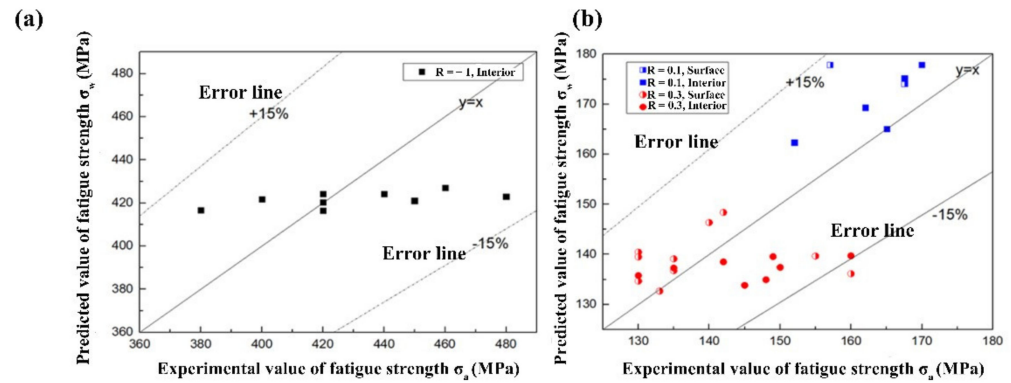 (a)
Predicted value of fatigue strength σw (MPa)
480
460
440
420
400
380
360
360
380
400
420
440
460
480
Experimental value of fatigue strength σa (MPa)
R = − 1, Interior
Error line
+15%
y=x
Error line
-15%
(b)
Predicted value of fatigue strength σw (MPa)
180
170
160
150
140
130
130
140
150
160
170
180
Experimental value of fatigue strength σa (MPa)
R = 0.1, Surface
R = 0.1, Interior
R = 0.3, Surface
R = 0.3, Interior
+15%
y=x
Error line
Error line
-15%